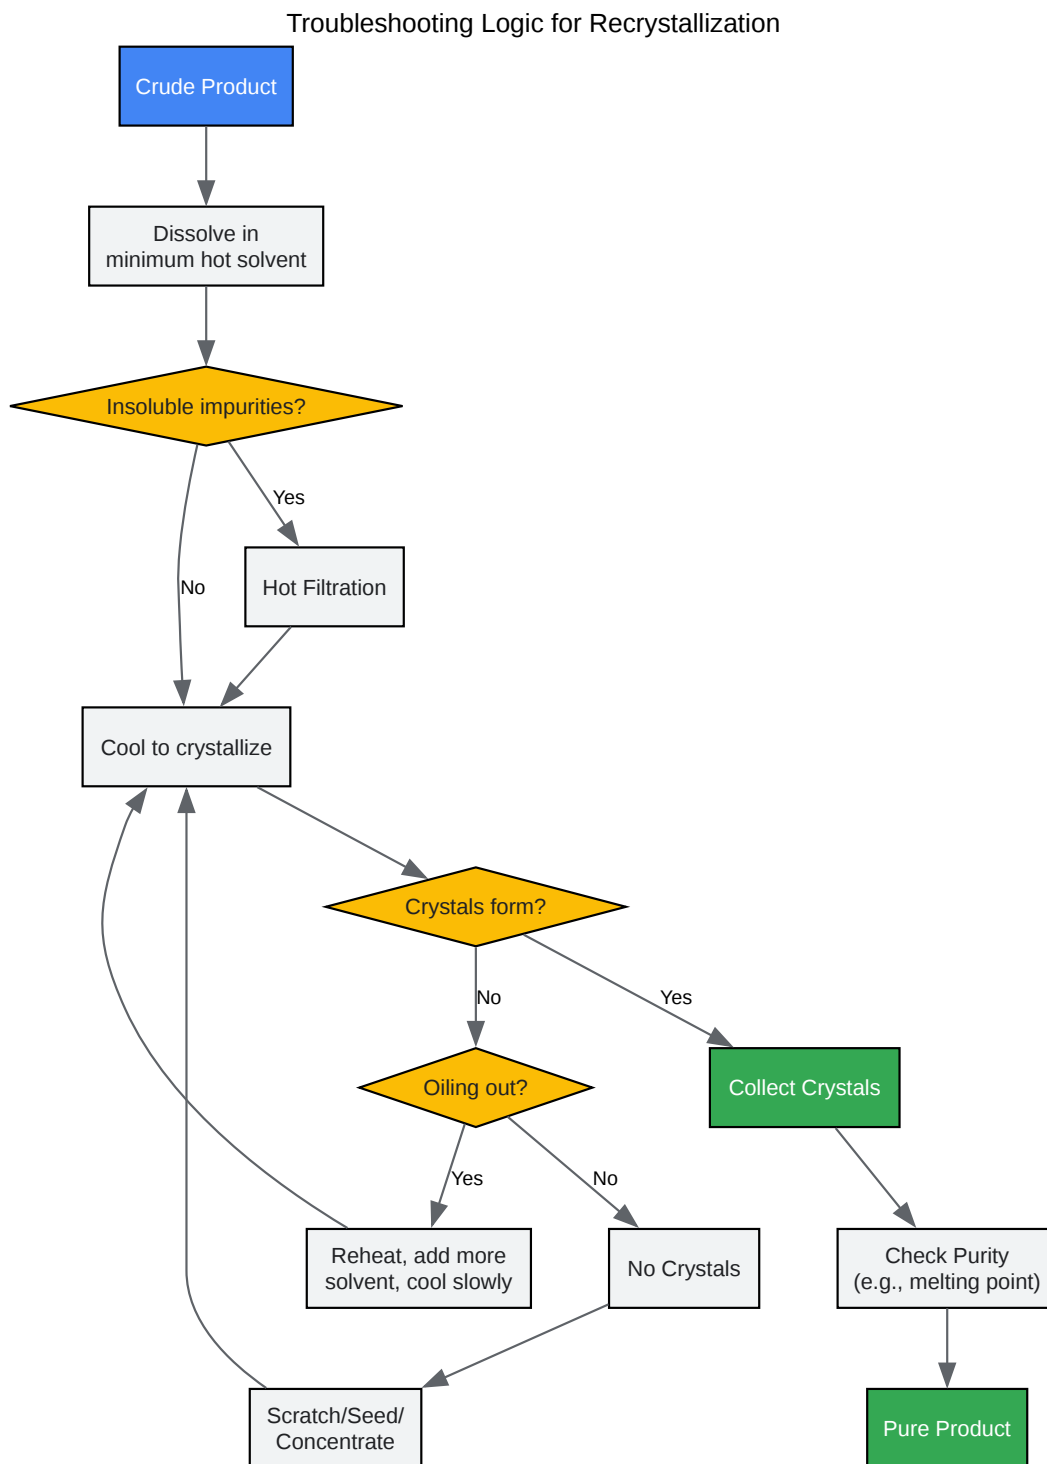 Troubleshooting Logic for Recrystallization
Crude Product
Dissolve in
minimum hot solvent
Insoluble impurities?
Yes
No
Hot Filtration
Cool to crystallize
Crystals form?
No
Yes
Oiling out?
Collect Crystals
Yes
No
Reheat, add more
solvent, cool slowly
No Crystals
Check Purity
(e.g., melting point)
Scratch/Seed/
Concentrate
Pure Product